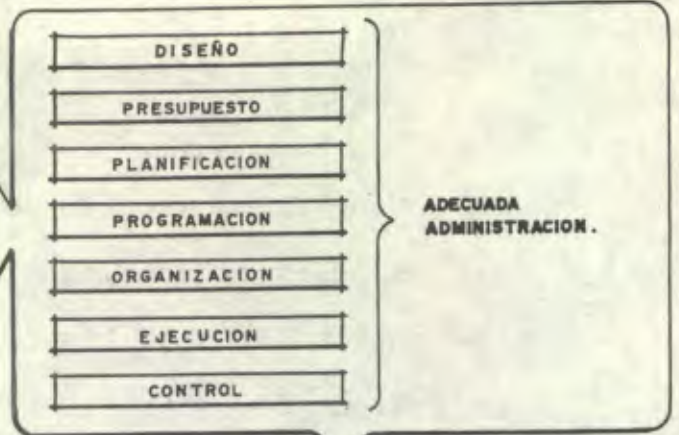 DISEÑO
PRESUPUESTO
PLANIFICACION
PROGRAMACION
ORGANIZACION
EJECUCION
CONTROL
ADECUADA
ADMINISTRACION.